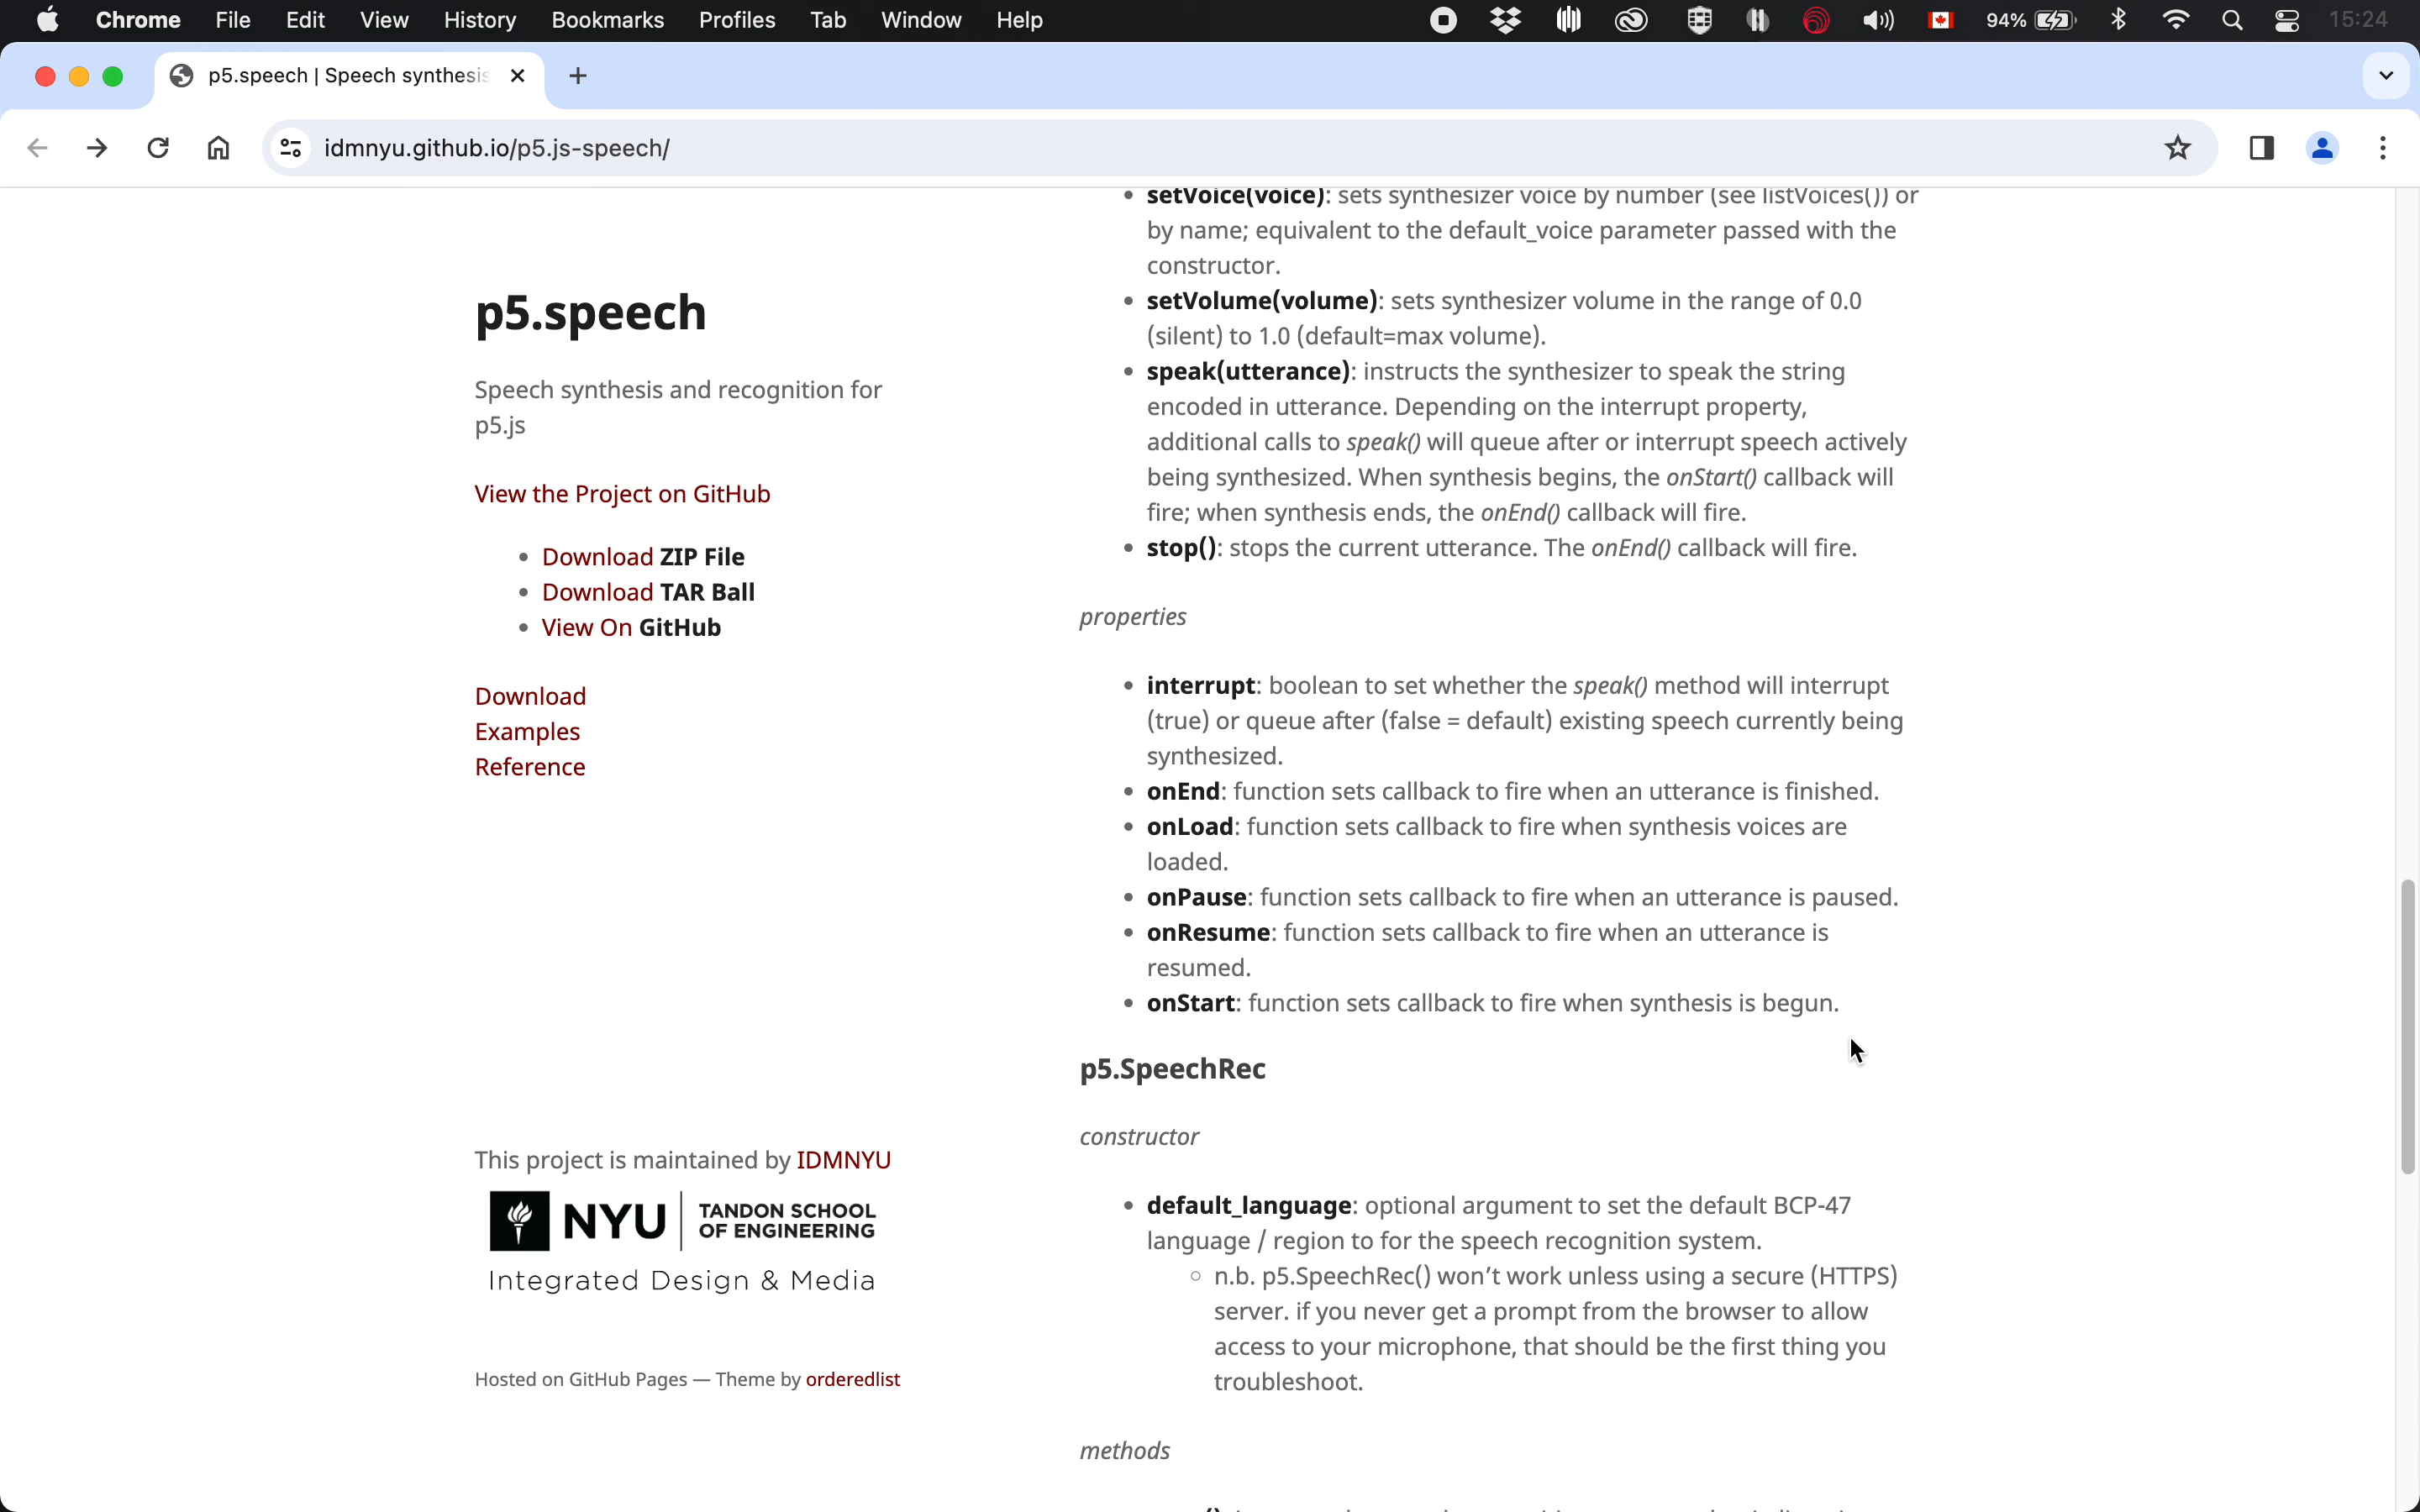 Chrome File Edit View History Bookmarks Profiles Tab Window Help 94% 15:24
p5.speech | Speech synthesis
idmnyu.github.io/p5.js-speech/
p5.speech
Speech synthesis and recognition for
p5.js
View the Project on GitHub
• Download ZIP File
• Download TAR Ball
• View On GitHub
Download
Examples
Reference
This project is maintained by IDMNYU
NYU TANDON SCHOOL
OF ENGINEERING
Integrated Design & Media
Hosted on GitHub Pages — Theme by orderedlist
• setVoice(voice): sets synthesizer voice by number (see listVoices()) or
by name; equivalent to the default_voice parameter passed with the
constructor.
• setVolume(volume): sets synthesizer volume in the range of 0.0
(silent) to 1.0 (default=max volume).
• speak(utterance): instructs the synthesizer to speak the string
encoded in utterance. Depending on the interrupt property,
additional calls to speak() will queue after or interrupt speech actively
being synthesized. When synthesis begins, the onStart() callback will
fire; when synthesis ends, the onEnd() callback will fire.
• stop(): stops the current utterance. The onEnd() callback will fire.
properties
• interrupt: boolean to set whether the speak() method will interrupt
(true) or queue after (false = default) existing speech currently being
synthesized.
• onEnd: function sets callback to fire when an utterance is finished.
• onLoad: function sets callback to fire when synthesis voices are
loaded.
• onPause: function sets callback to fire when an utterance is paused.
• onResume: function sets callback to fire when an utterance is
resumed.
• onStart: function sets callback to fire when synthesis is begun.
p5.SpeechRec
constructor
• default_language: optional argument to set the default BCP-47
language / region to for the speech recognition system.
○ n.b. p5.SpeechRec() won’t work unless using a secure (HTTPS)
server. if you never get a prompt from the browser to allow
access to your microphone, that should be the first thing you
troubleshoot.
methods